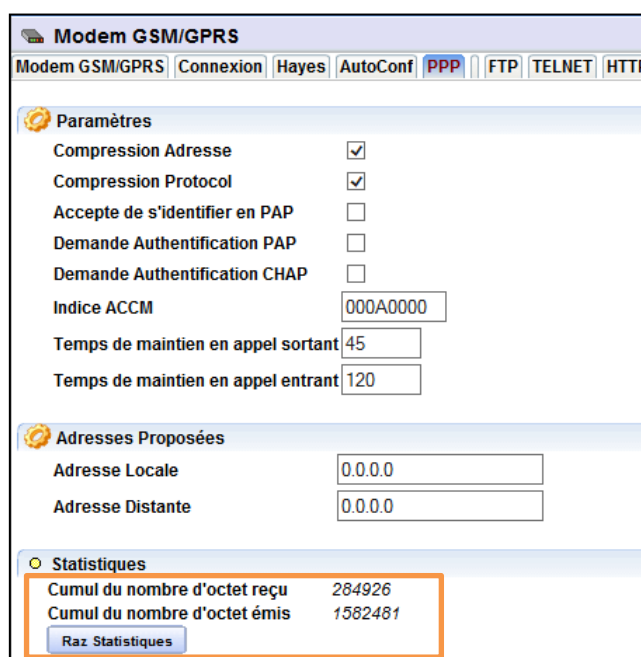 Modem GSM/GPRS
Modem GSM/GPRS Connexion Hayes AutoConf PPP FTP TELNET
Paramètres
Compression Adresse
Compression Protocol
Accepte de s'identifier en PAP
Demande Authentification PAP
Demande Authentification CHAP
Indice ACCM 000A0000
Temps de maintien en appel sortant 45
Temps de maintien en appel entrant 120
Adresses Proposées
Adresse Locale 0.0.0.0
Adresse Distante 0.0.0.0
Statistiques
Cumul du nombre d'octet reçu 284926
Cumul du nombre d'octet émis 1582481
Raz Statistiques